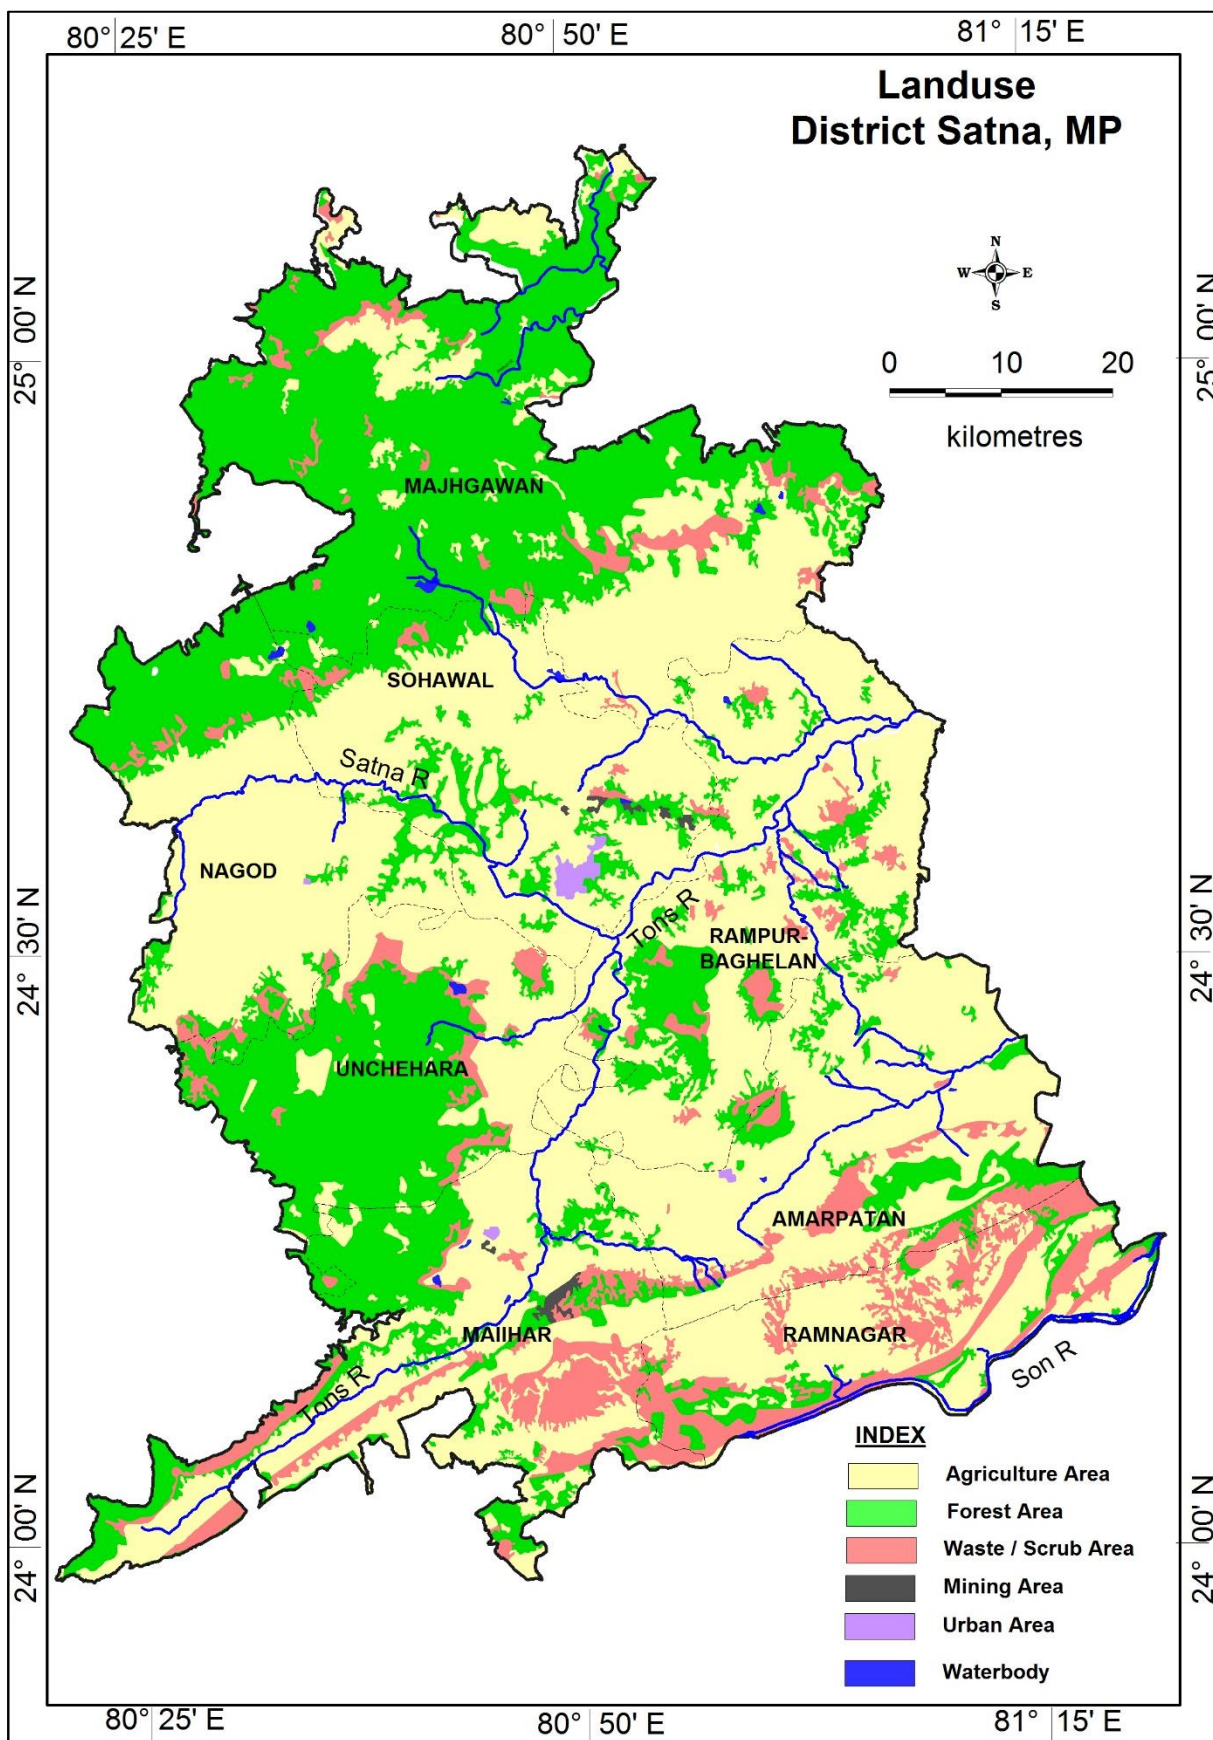 80° 25' E
80° 50' E
81° 15' E
Landuse
District Satna, MP
N
W E
S
25° 00' N
25° 00' N
0 10 20
kilometres
MAJHGAWAN
SOHAWAL
Satna R
NAGOD
Tons R
RAMPUR-
BAGHELAN
24° 30' N
24° 30' N
UNCHEHARA
AMARPATAN
MAIIHAR
RAMNAGAR
Tons R
Son R
INDEX
Agriculture Area
Forest Area
Waste / Scrub Area
Mining Area
Urban Area
Waterbody
24° 00' N
24° 00' N
80° 25' E
80° 50' E
81° 15' E